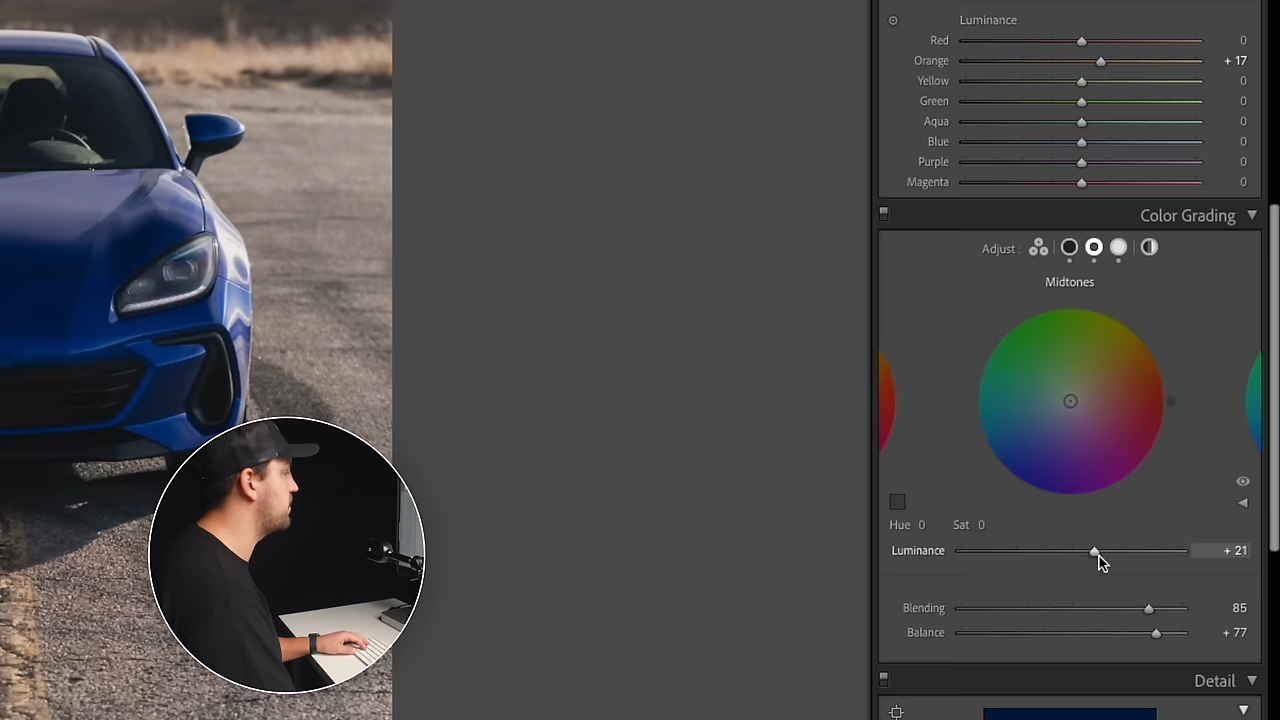 Luminance
Red 0
Orange + 17
Yellow 0
Green 0
Aqua 0
Blue 0
Purple 0
Magenta 0
Color Grading
Adjust :
Midtones
Hue 0 Sat 0
Luminance + 21
Blending 85
Balance + 77
Detail